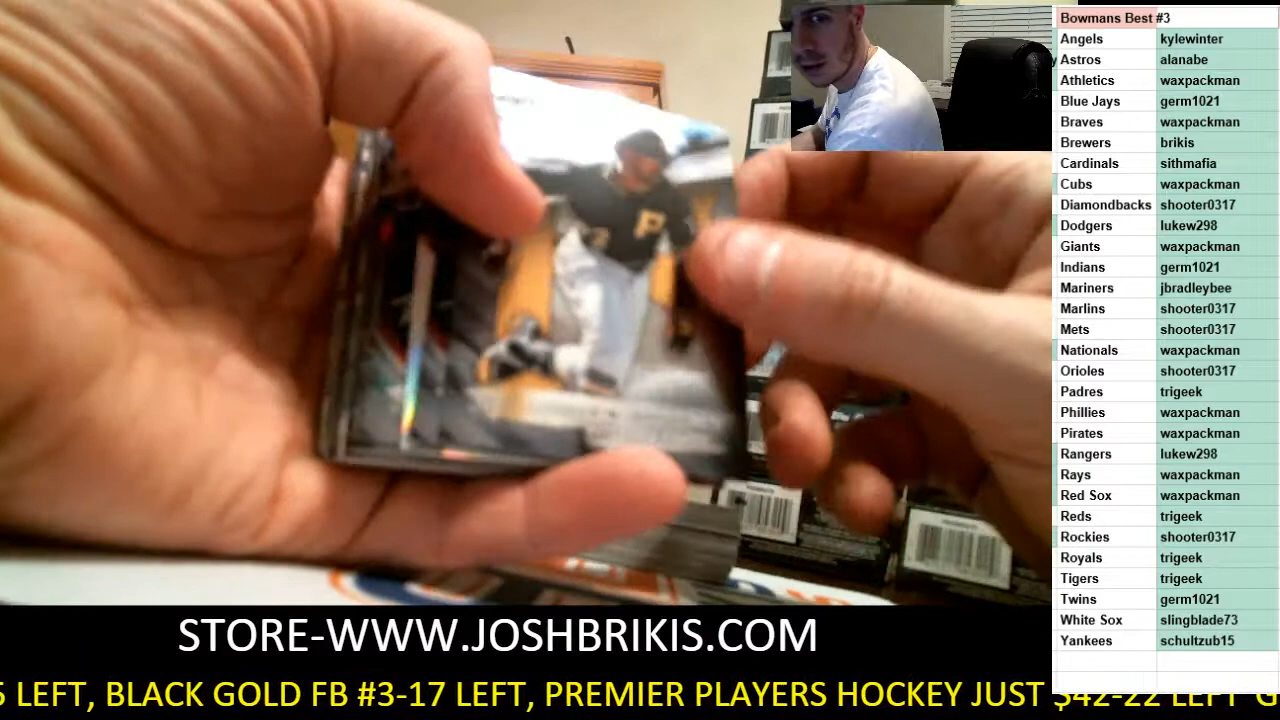 Bowmans Best #3
Angels kylewinter
Astros alanabe
Athletics waxpackman
Blue Jays germ1021
Braves waxpackman
Brewers brikis
Cardinals sithmafia
Cubs waxpackman
Diamondbacks shooter0317
Dodgers lukew298
Giants waxpackman
Indians germ1021
Mariners jbradleybee
Marlins shooter0317
Mets shooter0317
Nationals waxpackman
Orioles shooter0317
Padres trigeek
Phillies waxpackman
Pirates waxpackman
Rangers lukew298
Rays waxpackman
Red Sox waxpackman
Reds trigeek
Rockies shooter0317
Royals trigeek
Tigers trigeek
Twins germ1021
White Sox slingblade73
Yankees schultzub15
P
STORE-WWW.JOSHBRIKIS.COM
LEFT, BLACK GOLD FB #3-17 LEFT, PREMIER PLAYERS HOCKEY JUST $42-22 LEFT G